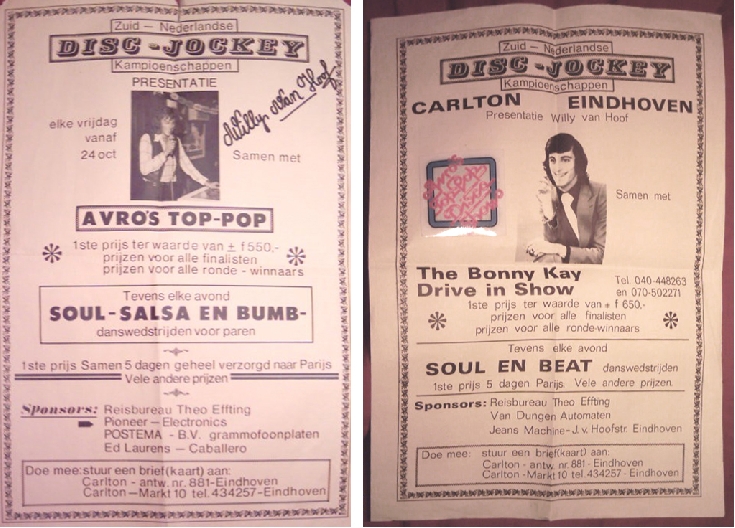 Zuid - Nederlandse
DISC-JOCKEY
Kampioenschappen
PRESENTATIE
Willy Van Hoof
elke vrijdag
vanaf
24 oct
Samen met
AVRO'S TOP-POP
1ste prijs ter waarde van ± f 550,-
prijzen voor alle finalisten
prijzen voor alle ronde - winnaars
Tevens elke avond
SOUL-SALSA EN BUMB-
danswedstrijden voor paren
1ste prijs Samen 5 dagen geheel verzorgd naar Parijs
Vele andere prijzen
Sponsors: Reisbureau Theo Effting
Pioneer - Electronics
POSTEMA - B.V. grammofoonplaten
Ed Laurens - Caballero
Doe mee: stuur een brief(kaart) aan:
Carlton - antw. nr. 881-Eindhoven
Carlton-Markt 10 tel. 434257-Eindhoven
Zuid - Nederlandse
DISC-JOCKEY
Kampioenschappen
CARLTON EINDHOVEN
Presentatie Willy van Hoof
Samen met
The Bonny Kay
Drive in Show
Tel. 040-448263
en 070-502271
1ste prijs ter waarde van ± f 650,-
prijzen voor alle finalisten
prijzen voor alle ronde-winnaars
Tevens elke avond
SOUL EN BEAT danswedstrijden
1ste prijs 5 dagen Parijs Vele andere prijzen
Sponsors: Reisbureau Theo Effting
Van Dungen Automaten
Jeans Machine-J.v. Hoofstr. Eindhoven
Doe mee: stuur een brief(kaart) aan:
Carlton - antw. nr. 881-Eindhoven
Carlton-Markt 10 tel. 434257-Eindhoven